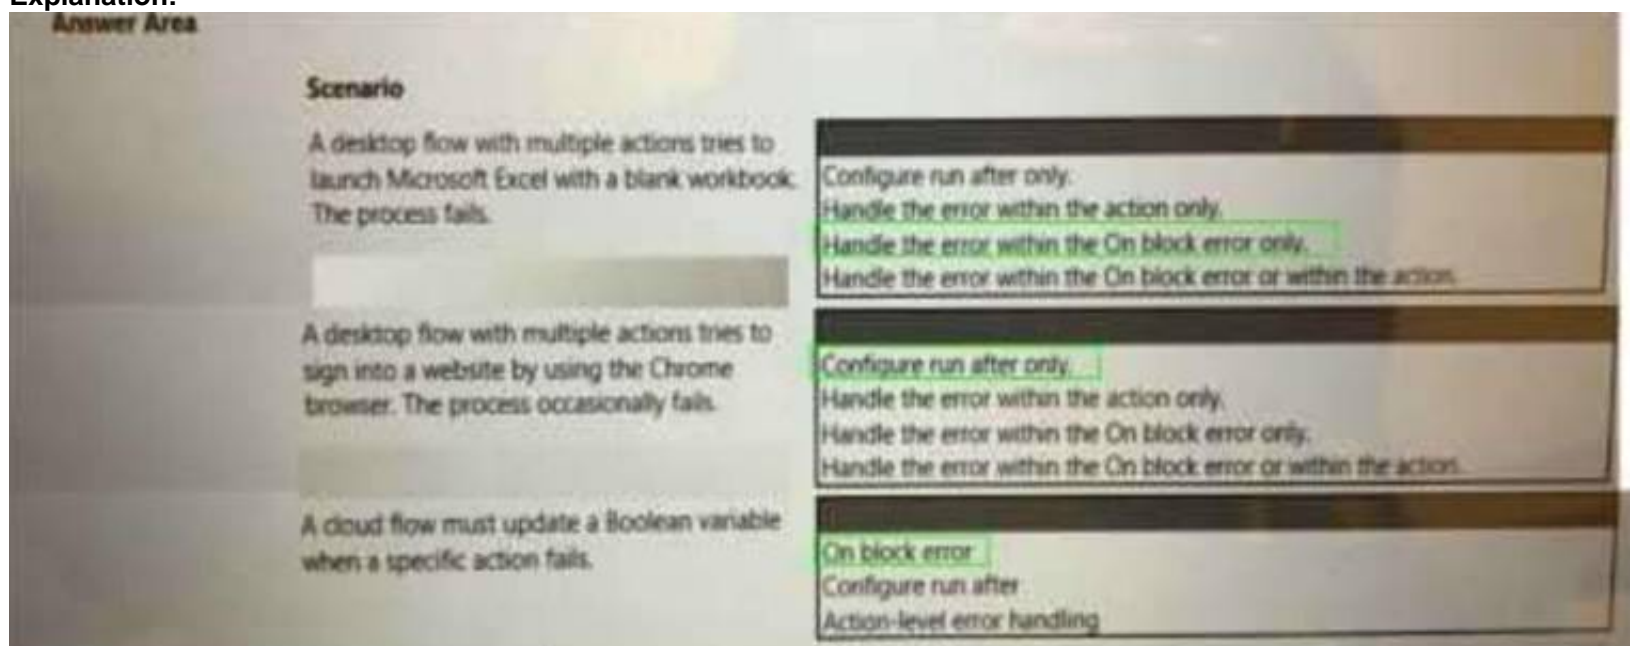 Explanation:
Answer Area
Scenario
A desktop flow with multiple actions tries to
launch Microsoft Excel with a blank workbook.
The process fails.
Configure run after only.
Handle the error within the action only.
Handle the error within the On block error only.
Handle the error within the On block error or within the action.
A desktop flow with multiple actions tries to
sign into a website by using the Chrome
browser. The process occasionally fails.
Configure run after only.
Handle the error within the action only.
Handle the error within the On block error only.
Handle the error within the On block error or within the action.
A cloud flow must update a Boolean variable
when a specific action fails.
On block error
Configure run after
Action-level error handling